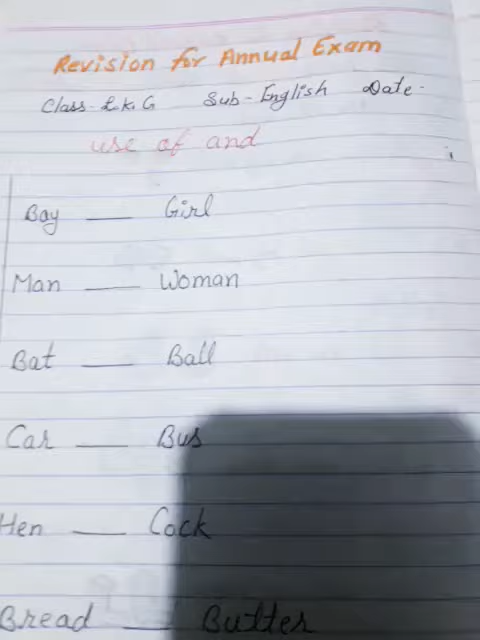 Revision for Annual Exam
Class - L.K.G Sub - English Date -
use of and
Boy ___ Girl
Man ___ Woman
Bat ___ Ball
Car ___ Bus
Hen ___ Cock
Bread ___ Butter